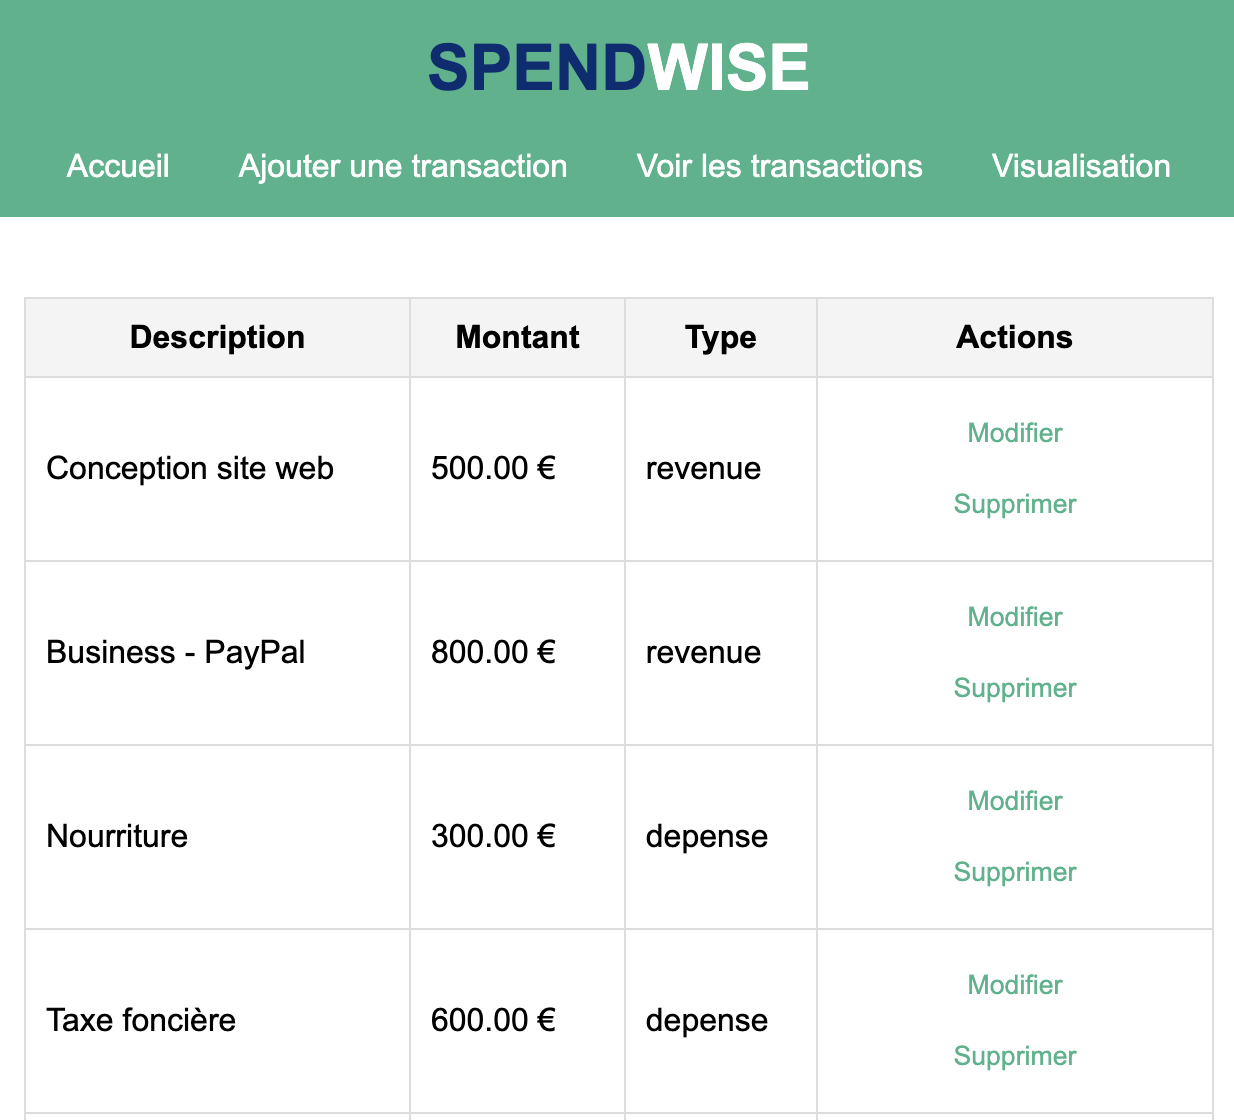 SPENDWISE
Accueil Ajouter une transaction Voir les transactions Visualisation
Description Montant Type Actions
Modifier
Conception site web 500.00 € revenue
Supprimer
Modifier
Business - PayPal 800.00 € revenue
Supprimer
Modifier
Nourriture 300.00 € depense
Supprimer
Modifier
Taxe foncière 600.00 € depense
Supprimer